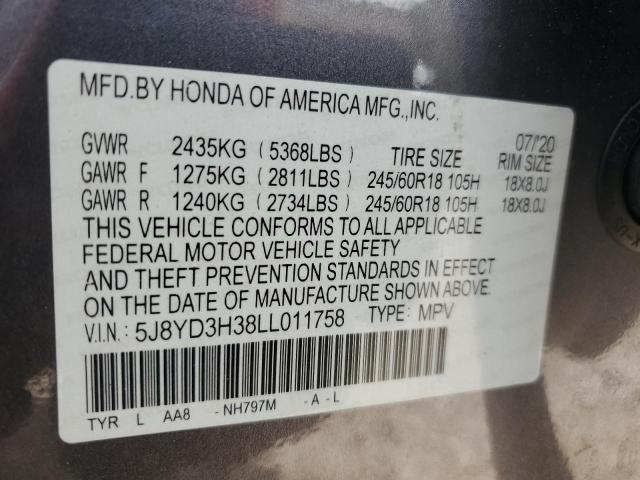 MFD.BY HONDA OF AMERICA MFG.,INC.
07/'20
GVWR 2435KG (5368LBS) TIRE SIZE RIM SIZE
GAWR F 1275KG (2811LBS) 245/60R18 105H 18X8.0J
GAWR R 1240KG (2734LBS) 245/60R18 105H 18X8.0J
THIS VEHICLE CONFORMS TO ALL APPLICABLE
FEDERAL MOTOR VEHICLE SAFETY
AND THEFT PREVENTION STANDARDS IN EFFECT
ON THE DATE OF MANUFACTURE SHOWN ABOVE.
V.I.N.: 5J8YD3H38LL011758 TYPE: MPV
TYR L AA8 -NH797M -A-L